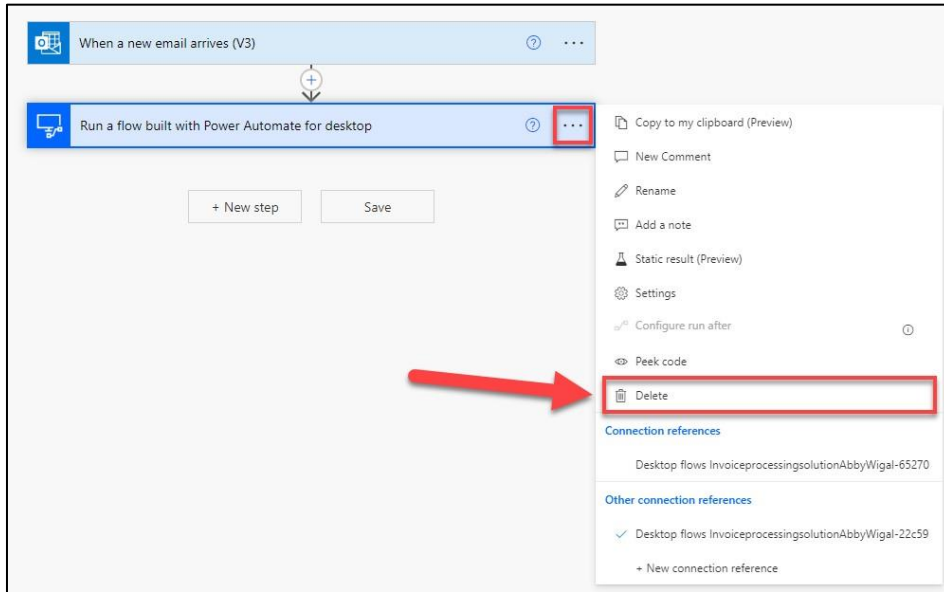 When a new email arrives (V3)
Run a flow built with Power Automate for desktop
+ New step
Save
Copy to my clipboard (Preview)
New Comment
Rename
Add a note
Static result (Preview)
Settings
Configure run after
Peek code
Delete
Connection references
Desktop flows InvoiceprocessingsolutionAbbyWigal-65270
Other connection references
Desktop flows InvoiceprocessingsolutionAbbyWigal-22c59
+ New connection reference